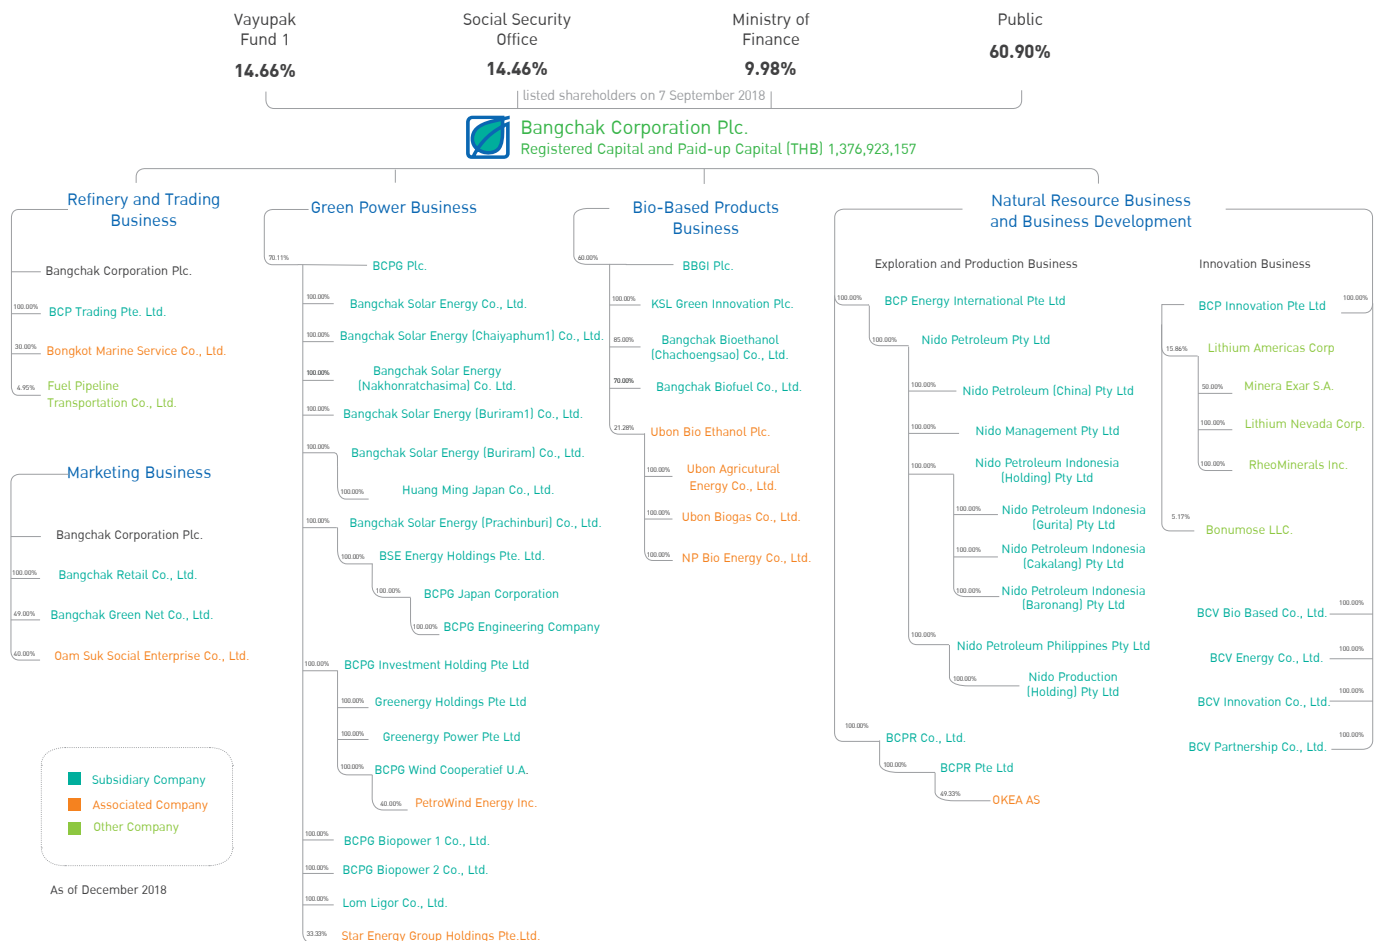 Vayupak
Fund 1
14.66%
Social Security
Office
14.46%
Ministry of
Finance
9.98%
Public
60.90%
listed shareholders on 7 September 2018
Bangchak Corporation Plc.
Registered Capital and Paid-up Capital (THB) 1,376,923,157
Refinery and Trading
Business
Bangchak Corporation Plc.
100.00%
BCP Trading Pte. Ltd.
30.00%
Bongkot Marine Service Co., Ltd.
4.95%
Fuel Pipeline
Transportation Co., Ltd.
Marketing Business
Bangchak Corporation Plc.
100.00%
Bangchak Retail Co., Ltd.
49.00%
Bangchak Green Net Co., Ltd.
40.00%
Oam Suk Social Enterprise Co., Ltd.
Subsidiary Company
Associated Company
Other Company
As of December 2018
Green Power Business
70.11%
BCPG Plc.
100.00%
Bangchak Solar Energy Co., Ltd.
100.00%
Bangchak Solar Energy (Chaiyaphum1) Co., Ltd.
100.00%
Bangchak Solar Energy
(Nakhonratchasima) Co. Ltd.
100.00%
Bangchak Solar Energy (Buriram1) Co., Ltd.
100.00%
Bangchak Solar Energy (Buriram) Co., Ltd.
100.00%
Huang Ming Japan Co., Ltd.
100.00%
Bangchak Solar Energy (Prachinburi) Co., Ltd.
100.00%
BSE Energy Holdings Pte. Ltd.
100.00%
BCPG Japan Corporation
100.00%
BCPG Engineering Company
100.00%
BCPG Investment Holding Pte Ltd
100.00%
Greenergy Holdings Pte Ltd
100.00%
Greenergy Power Pte Ltd
100.00%
BCPG Wind Cooperatief U.A.
40.00%
PetroWind Energy Inc.
100.00%
BCPG Biopower 1 Co., Ltd.
100.00%
BCPG Biopower 2 Co., Ltd.
100.00%
Lom Ligor Co., Ltd.
33.33%
Star Energy Group Holdings Pte.Ltd.
Bio-Based Products
Business
60.00%
BBGI Plc.
100.00%
KSL Green Innovation Plc.
85.00%
Bangchak Bioethanol
(Chachoengsao) Co., Ltd.
70.00%
Bangchak Biofuel Co., Ltd.
21.28%
Ubon Bio Ethanol Plc.
100.00%
Ubon Agricutural
Energy Co., Ltd.
100.00%
Ubon Biogas Co., Ltd.
100.00%
NP Bio Energy Co., Ltd.
Natural Resource Business
and Business Development
Exploration and Production Business
100.00%
BCP Energy International Pte Ltd
100.00%
Nido Petroleum Pty Ltd
100.00%
Nido Petroleum (China) Pty Ltd
100.00%
Nido Management Pty Ltd
100.00%
Nido Petroleum Indonesia
(Holding) Pty Ltd
100.00%
Nido Petroleum Indonesia
(Gurita) Pty Ltd
100.00%
Nido Petroleum Indonesia
(Cakalang) Pty Ltd
100.00%
Nido Petroleum Indonesia
(Baronang) Pty Ltd
100.00%
Nido Petroleum Philippines Pty Ltd
100.00%
Nido Production
(Holding) Pty Ltd
100.00%
BCPR Co., Ltd.
100.00%
BCPR Pte Ltd
49.33%
OKEA AS
Innovation Business
BCP Innovation Pte Ltd
100.00%
15.86%
Lithium Americas Corp
50.00%
Minera Exar S.A.
100.00%
Lithium Nevada Corp.
100.00%
RheoMinerals Inc.
5.17%
Bonumose LLC.
BCV Bio Based Co., Ltd.
100.00%
BCV Energy Co., Ltd.
100.00%
BCV Innovation Co., Ltd.
100.00%
BCV Partnership Co., Ltd.
100.00%